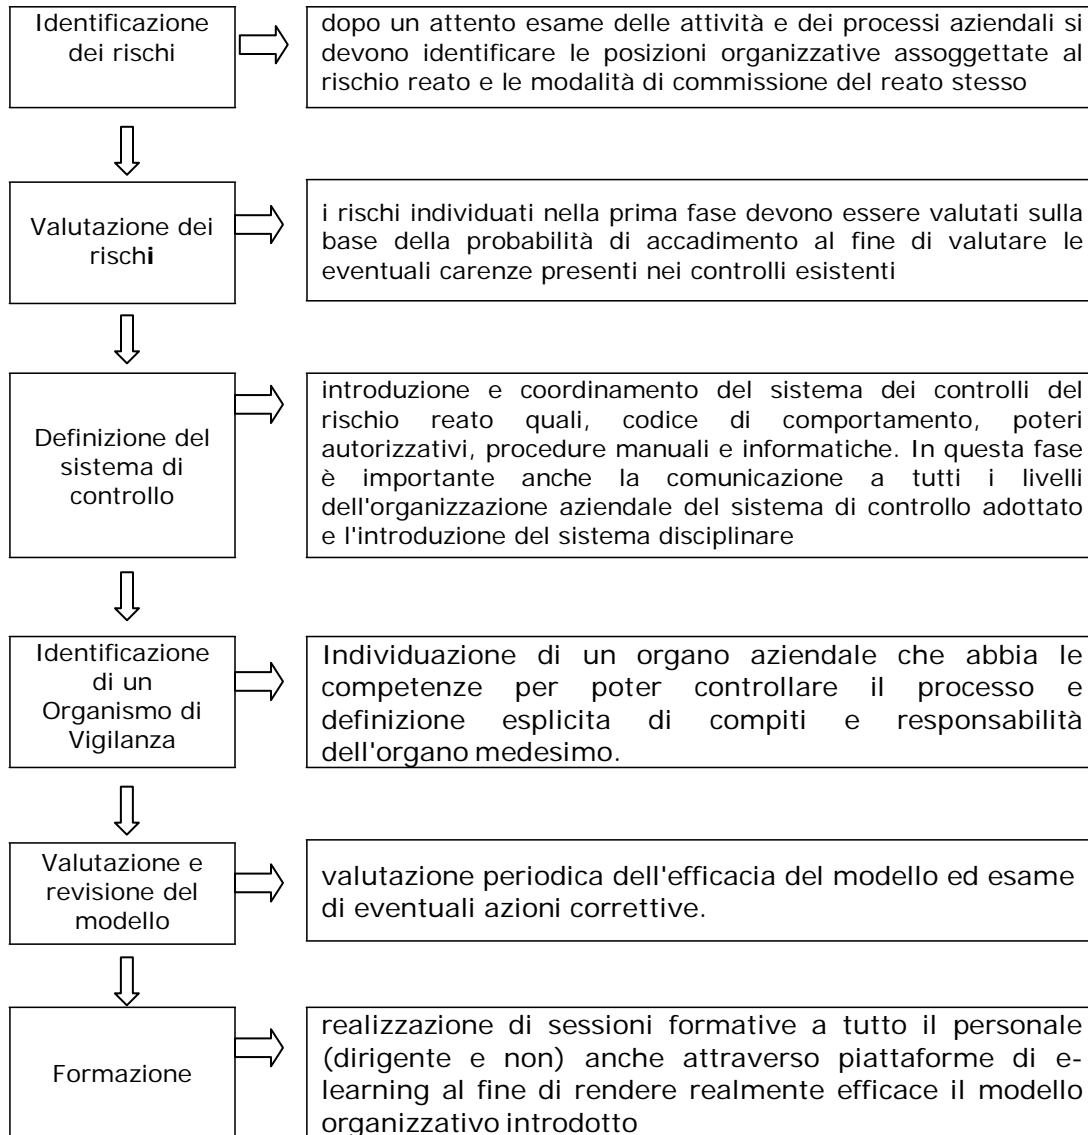 Identificazione
dei rischi
dopo un attento esame delle attività e dei processi aziendali si
devono identificare le posizioni organizzative assoggettate al
rischio reato e le modalità di commissione del reato stesso
Valutazione dei
rischi
i rischi individuati nella prima fase devono essere valutati sulla
base della probabilità di accadimento al fine di valutare le
eventuali carenze presenti nei controlli esistenti
Definizione del
sistema di
controllo
introduzione e coordinamento del sistema dei controlli del
rischio reato quali, codice di comportamento, poteri
autorizzativi, procedure manuali e informatiche. In questa fase
è importante anche la comunicazione a tutti i livelli
dell'organizzazione aziendale del sistema di controllo adottato
e l'introduzione del sistema disciplinare
Identificazione
di un
Organismo di
Vigilanza
Individuazione di un organo aziendale che abbia le
competenze per poter controllare il processo e
definizione esplicita di compiti e responsabilità
dell'organo medesimo.
Valutazione e
revisione del
modello
valutazione periodica dell'efficacia del modello ed esame
di eventuali azioni correttive.
Formazione
realizzazione di sessioni formative a tutto il personale
(dirigente e non) anche attraverso piattaforme di e-
learning al fine di rendere realmente efficace il modello
organizzativo introdotto